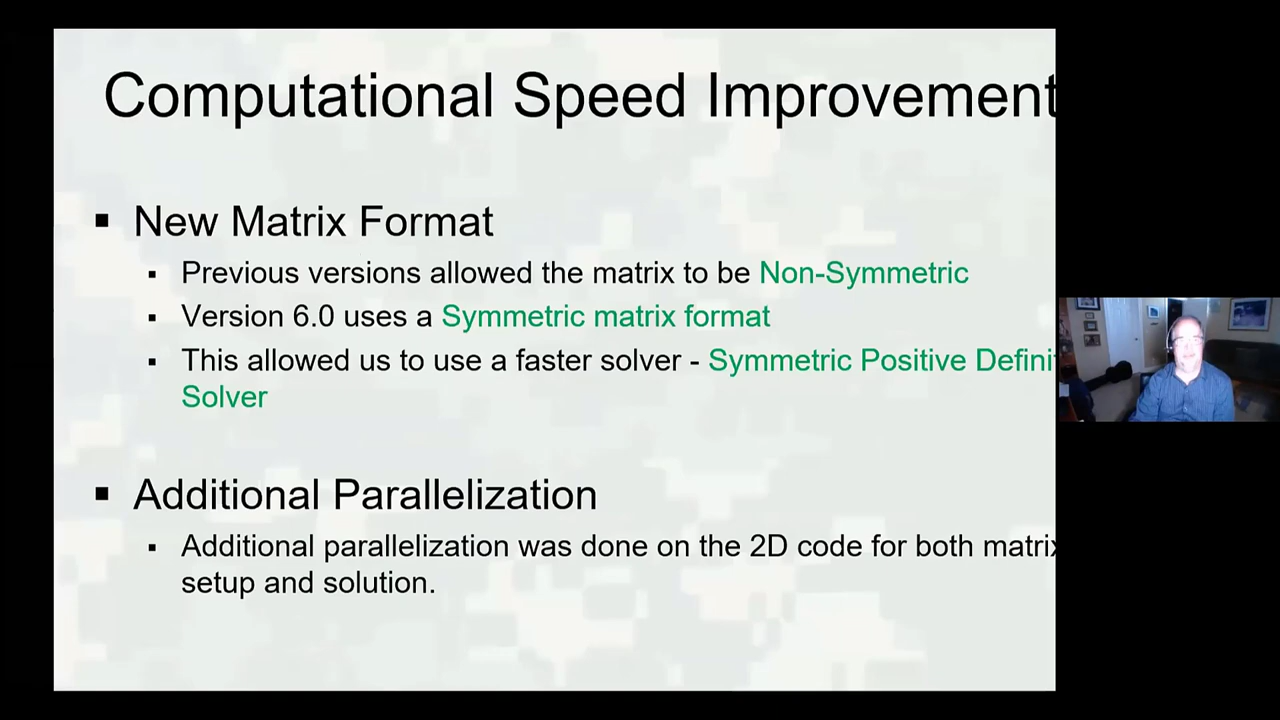 Computational Speed Improvement
▪ New Matrix Format
▪ Previous versions allowed the matrix to be Non-Symmetric
▪ Version 6.0 uses a Symmetric matrix format
▪ This allowed us to use a faster solver - Symmetric Positive Defini
Solver
▪ Additional Parallelization
▪ Additional parallelization was done on the 2D code for both matrix
setup and solution.